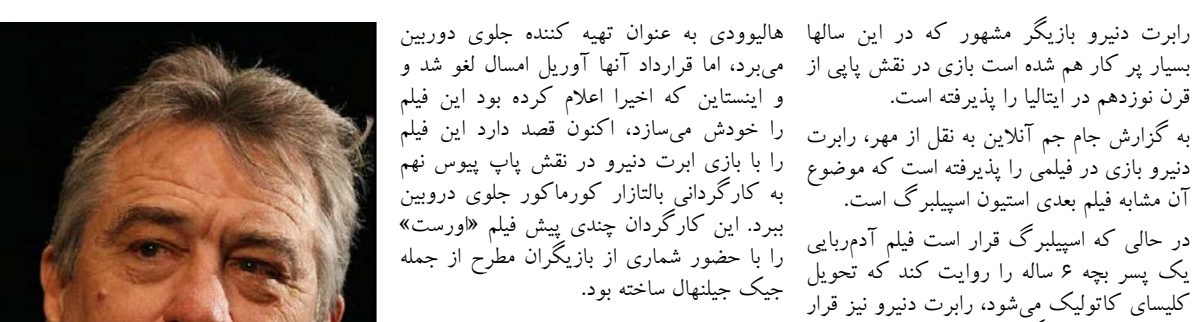 رابرت دنیرو بازیگر مشهور که در این سالها
بسیار پر کار هم شده است بازی در نقش پاپی از
قرن نوزدهم در ایتالیا را پذیرفته است.
به گزارش جام جم آنلاین به نقل از مهر، رابرت
دنیرو بازی در فیلمی را پذیرفته است که موضوع
آن مشابه فیلم بعدی استیون اسپیلبرگ است.
در حالی که اسپیلبرگ قرار است فیلم آدم‌ربایی
یک پسر بچه ۶ ساله را روایت کند که تحویل
کلیسای کاتولیک می‌شود، رابرت دنیرو نیز قرار
هالیوودی به عنوان تهیه کننده جلوی دوربین
می‌برد، اما قرارداد آنها آوریل امسال لغو شد و
و اینستاین که اخیرا اعلام کرده بود این فیلم
را خودش می‌سازد، اکنون قصد دارد این فیلم
را با بازی ابرت دنیرو در نقش پاپ پیوس نهم
به کارگردانی بالتازار کورماکور جلوی دروبین
ببرد. این کارگردان چندی پیش فیلم «اورست»
را با حضور شماری از بازیگران مطرح از جمله
جیک جیلنهال ساخته بود.